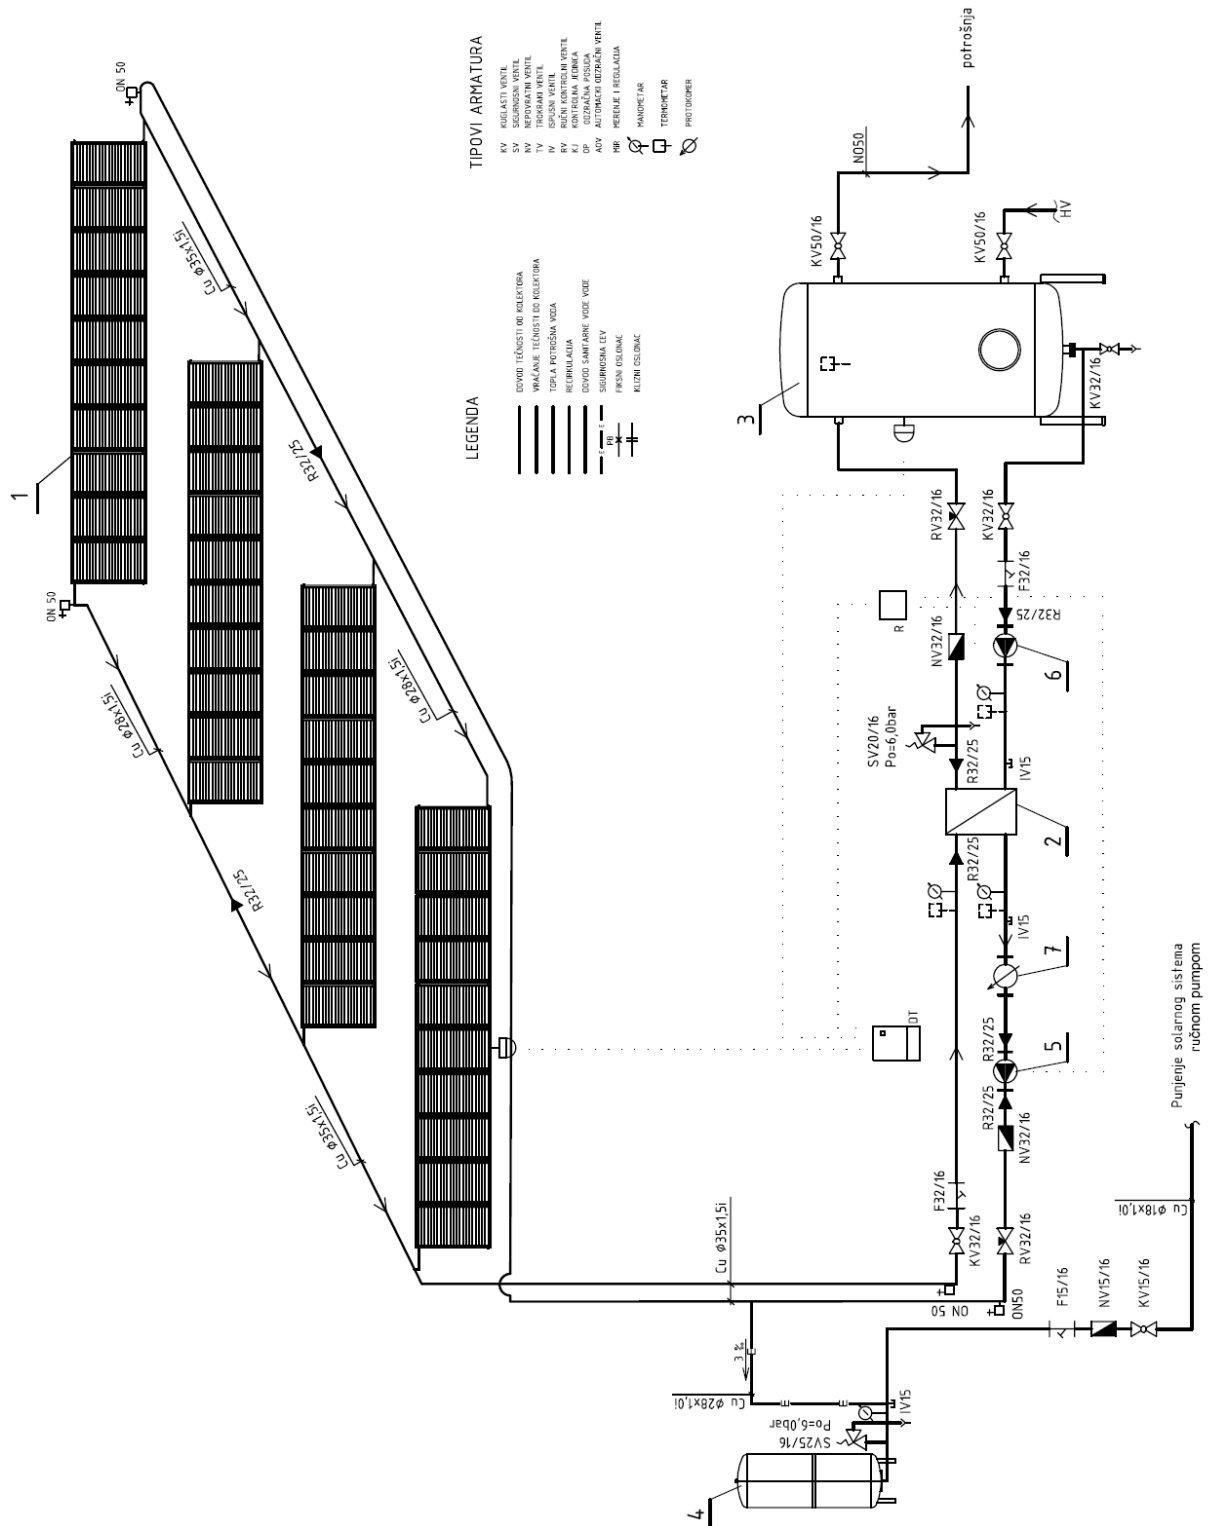 TIPOVI ARMATURA
KV KUGLASTI VENTIL
SV SIGURNOSNI VENTIL
NV NEPOVRATNI VENTIL
TV TROKRAKI VENTIL
IV ISPUSNI VENTIL
RV RUČNI KONTROLNI VENTIL
KJ KONTROLNA JEDINICA
OP ODZRAČNA POSUDA
AOV AUTOMACKI ODZRAČNI VENTIL
MIR MERENJE I REGULACIJA
MANOMETAR
TERMOMETAR
PROTOKOMER
LEGENDA
DOVOD TEČNOSTI OD KOLEKTORA
VRAĆANJE TEČNOSTI DO KOLEKTORA
TOPLA POTROŠNA VODA
RECIRKULACIJA
DOVOD SANITARNE VODE VODE
E E SIGURNOSNA CEV
PB FIKSNI OSLONAC
KLIZNI OSLONAC
1
ON 50
ON 50
Cu ϕ35x1,5i
R32/25
Cu ϕ28x1,5i
Cu ϕ28x1,5i
R32/25
Cu ϕ35x1,5i
Cu ϕ35x1,5i
potrošnja
NO50
KV50/16
KV50/16
HV
3
KV32/16
RV32/16
KV32/16
F32/16
R
NV32/16
R32/25
6
SV20/16
Po=6,0bar
R32/25
IV15
2
R32/25
IV15
7
DT
R32/25
5
R32/25
NV32/16
F32/16
KV32/16
RV32/16
ON 50
ON50
Punjenje solarnog sistema
ručnom pumpom
Cu ϕ18x1,0i
F15/16
NV15/16
KV15/16
Cu ϕ28x1,0i
E
E
E
IV15
SV25/16
Po=6,0bar
4